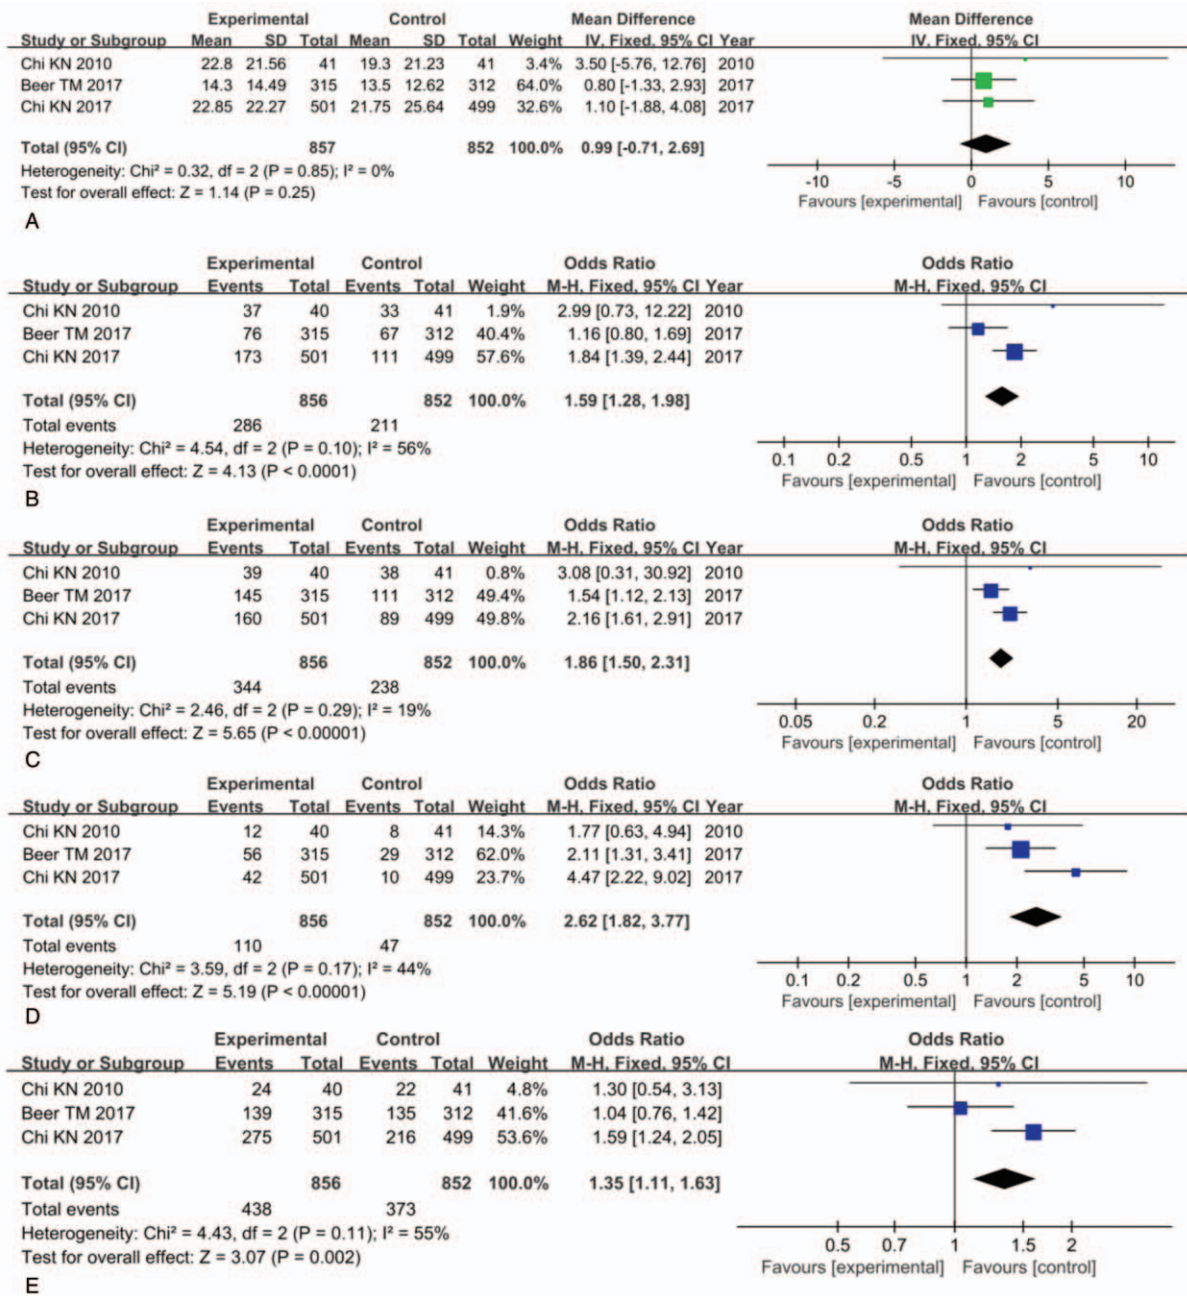 Experimental Control Mean Difference Mean Difference
Study or Subgroup Mean SD Total Mean SD Total Weight IV, Fixed, 95% CI Year IV, Fixed, 95% CI
Chi KN 2010 22.8 21.56 41 19.3 21.23 41 3.4% 3.50 [-5.76, 12.76] 2010
Beer TM 2017 14.3 14.49 315 13.5 12.62 312 64.0% 0.80 [-1.33, 2.93] 2017
Chi KN 2017 22.85 22.27 501 21.75 25.64 499 32.6% 1.10 [-1.88, 4.08] 2017
Total (95% CI) 857 852 100.0% 0.99 [-0.71, 2.69]
Heterogeneity: Chi² = 0.32, df = 2 (P = 0.85); I² = 0%
Test for overall effect: Z = 1.14 (P = 0.25)
-10 -5 0 5 10
Favours [experimental] Favours [control]
A
Experimental Control Odds Ratio Odds Ratio
Study or Subgroup Events Total Events Total Weight M-H, Fixed, 95% CI Year M-H, Fixed, 95% CI
Chi KN 2010 37 40 33 41 1.9% 2.99 [0.73, 12.22] 2010
Beer TM 2017 76 315 67 312 40.4% 1.16 [0.80, 1.69] 2017
Chi KN 2017 173 501 111 499 57.6% 1.84 [1.39, 2.44] 2017
Total (95% CI) 856 852 100.0% 1.59 [1.28, 1.98]
Total events 286 211
Heterogeneity: Chi² = 4.54, df = 2 (P = 0.10); I² = 56%
Test for overall effect: Z = 4.13 (P < 0.0001)
0.1 0.2 0.5 1 2 5 10
Favours [experimental] Favours [control]
B
Experimental Control Odds Ratio Odds Ratio
Study or Subgroup Events Total Events Total Weight M-H, Fixed, 95% CI Year M-H, Fixed, 95% CI
Chi KN 2010 39 40 38 41 0.8% 3.08 [0.31, 30.92] 2010
Beer TM 2017 145 315 111 312 49.4% 1.54 [1.12, 2.13] 2017
Chi KN 2017 160 501 89 499 49.8% 2.16 [1.61, 2.91] 2017
Total (95% CI) 856 852 100.0% 1.86 [1.50, 2.31]
Total events 344 238
Heterogeneity: Chi² = 2.46, df = 2 (P = 0.29); I² = 19%
Test for overall effect: Z = 5.65 (P < 0.00001)
0.05 0.2 1 5 20
Favours [experimental] Favours [control]
C
Experimental Control Odds Ratio Odds Ratio
Study or Subgroup Events Total Events Total Weight M-H, Fixed, 95% CI Year M-H, Fixed, 95% CI
Chi KN 2010 12 40 8 41 14.3% 1.77 [0.63, 4.94] 2010
Beer TM 2017 56 315 29 312 62.0% 2.11 [1.31, 3.41] 2017
Chi KN 2017 42 501 10 499 23.7% 4.47 [2.22, 9.02] 2017
Total (95% CI) 856 852 100.0% 2.62 [1.82, 3.77]
Total events 110 47
Heterogeneity: Chi² = 3.59, df = 2 (P = 0.17); I² = 44%
Test for overall effect: Z = 5.19 (P < 0.00001)
0.1 0.2 0.5 1 2 5 10
Favours [experimental] Favours [control]
D
Experimental Control Odds Ratio Odds Ratio
Study or Subgroup Events Total Events Total Weight M-H, Fixed, 95% CI M-H, Fixed, 95% CI
Chi KN 2010 24 40 22 41 4.8% 1.30 [0.54, 3.13]
Beer TM 2017 139 315 135 312 41.6% 1.04 [0.76, 1.42]
Chi KN 2017 275 501 216 499 53.6% 1.59 [1.24, 2.05]
Total (95% CI) 856 852 100.0% 1.35 [1.11, 1.63]
Total events 438 373
Heterogeneity: Chi² = 4.43, df = 2 (P = 0.11); I² = 55%
Test for overall effect: Z = 3.07 (P = 0.002)
0.5 0.7 1 1.5 2
Favours [experimental] Favours [control]
E